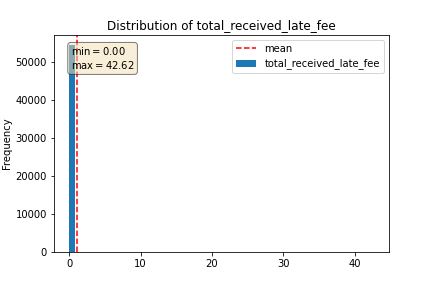 Distribution of total_received_late_fee
min = 0.00
max = 42.62
mean
total_received_late_fee
Frequency
50000
40000
30000
20000
10000
0
0 10 20 30 40